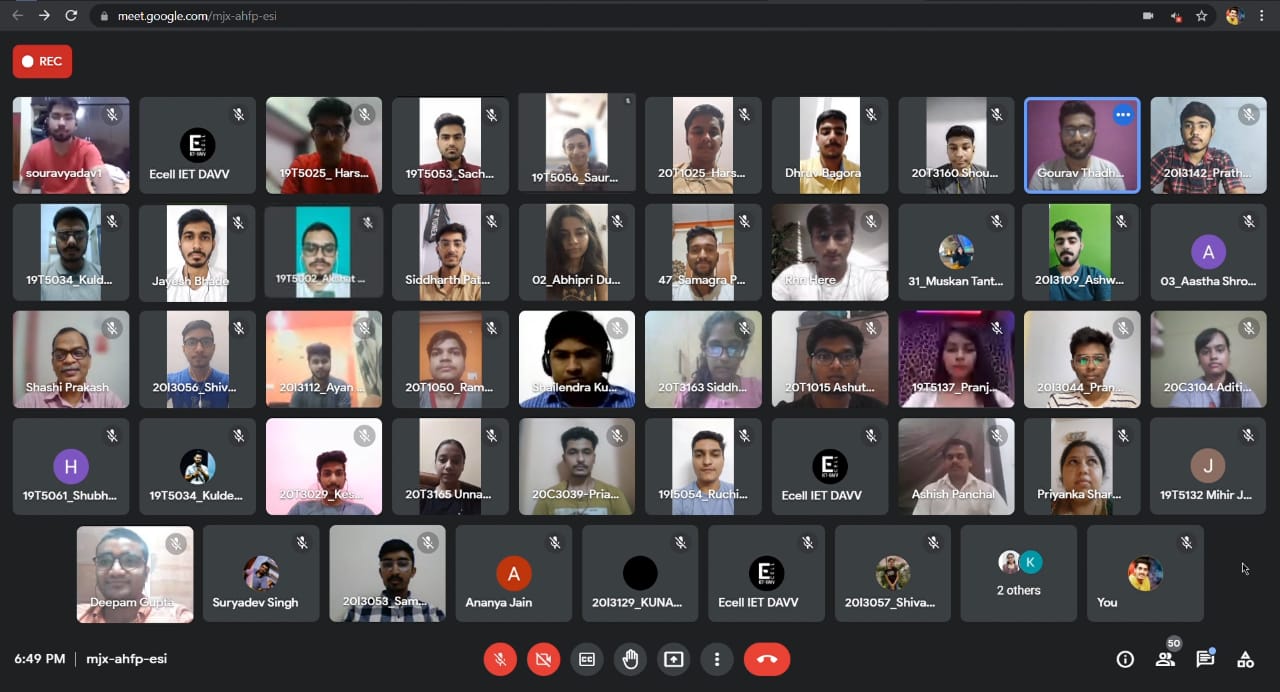 meet.google.com/mjx-ahfp-esi
REC
souravyadav1
Ecell IET DAVV
19T5025_ Hars...
19T5053_Sach...
19T5056_Saur...
20T1025_Hars...
Dhruv Bagora
20T3160 Shou...
Gourav Thadh...
20I3142_Prath...
19T5034_Kuld...
Jayesh Bhade
19T5002_Akshat ...
Siddharth Pat...
02_Abhipri Du...
47_Samagra P...
Rhn Here
31_Muskan Tant...
20I3109_Ashw...
A
03_Aastha Shro...
Shashi Prakash
20I3056_Shiv...
20I3112_Ayan ...
20T1050_Ram...
Shailendra Ku...
20T3163 Siddh...
20T1015 Ashut...
19T5137_Pranj...
20I3044_Pran...
20C3104 Aditi...
H
19T5061_Shubh...
19T5034_Kulde...
20T3029_Kes...
20T3165 Unna...
20C3039-Pria...
19I5054_Ruchi...
Ecell IET DAVV
Ashish Panchal
Priyanka Shar...
J
19T5132 Mihir J...
Deepam Gupta
Suryadev Singh
20I3053_Sam...
A
Ananya Jain
20I3129_KUNA...
Ecell IET DAVV
20I3057_Shiva...
K
2 others
You
6:49 PM | mjx-ahfp-esi
50